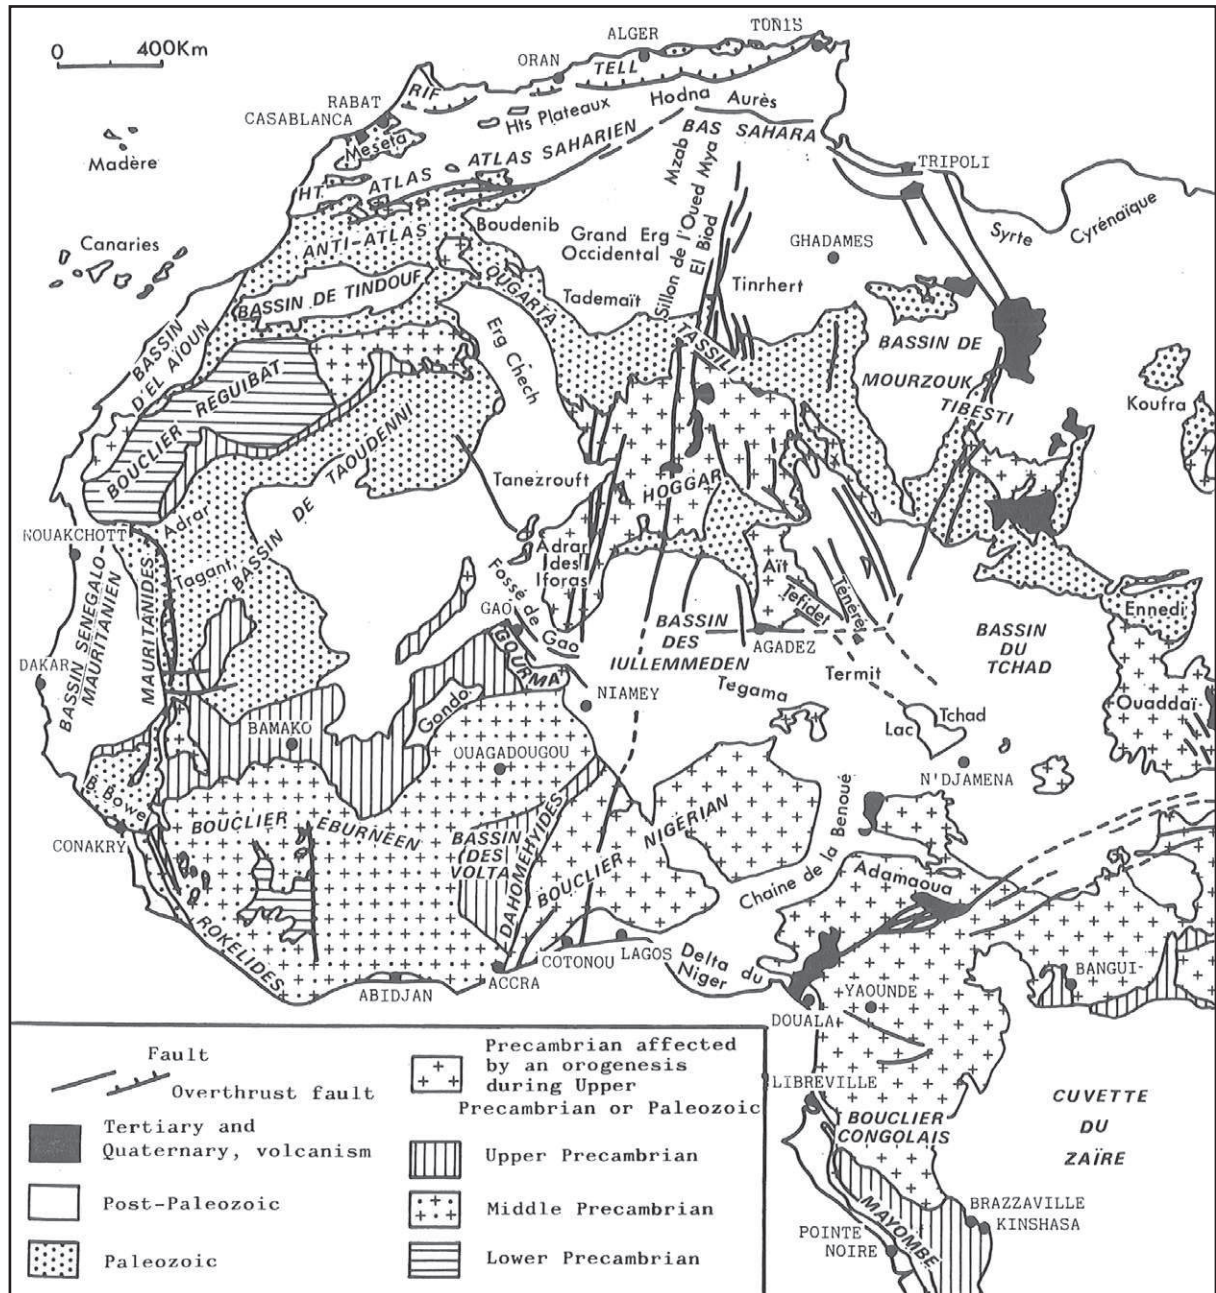 0 400Km
ALGER
TONIS
ORAN
TELL
RIF
RABAT
CASABLANCA
Hts Plateaux
Hodna
Aurès
Meseta
Madère
BAS SAHARA
ATLAS SAHARIEN
HT. ATLAS
Mzab
Sillon de l'Oued Mya
El Biod
TRIPOLI
Syrte
Cyrénaïque
Canaries
ANTI-ATLAS
Boudenib
Grand Erg
Occidental
GHADAMES
BASSIN DE TINDOUF
OUGARTA
Tademaït
Tinrhert
BASSIN
D'EL AÏOUN
Erg Chech
TASSILI
BASSIN DE
MOURZOUK
TIBESTI
Koufra
BOUCLIER REGUIBAT
BASSIN DE TAOUDENNI
Tanezrouft
HOGGAR
NOUAKCHOTT
Adrar
Adrar
des
Iforas
Tagant
Aït
Tefidet
Ténéré
Fossé de
Gao
GAO
GOURMA
BASSIN
DES
IULLEMMEDEN
AGADEZ
BASSIN
DU
TCHAD
Ennedi
DAKAR
BASSIN SENEGALO
MAURITANIEN
MAURITANIDES
NIAMEY
Tegama
Termit
Ouaddaï
Gondo
BAMAKO
OUAGADOUGOU
Lac
Tchad
N'DJAMENA
B. Bowe
CONAKRY
BOUCLIER EBURNEEN
BASSIN
DES
VOLTA
DAHOMEYIDES
BOUCLIER NIGERIAN
Chaine de la Benoué
Adamaoua
ROKELIDES
ABIDJAN
ACCRA
COTONOU
LAGOS
Delta du
Niger
BANGUI
YAOUNDE
DOUALA
LIBREVILLE
BOUCLIER
CONGOLAIS
CUVETTE
DU
ZAÏRE
BRAZZAVILLE
KINSHASA
MAYOMBE
POINTE
NOIRE
Fault
Overthrust fault
Tertiary and
Quaternary, volcanism
Post-Paleozoic
Paleozoic
Precambrian affected
by an orogenesis
during Upper
Precambrian or Paleozoic
Upper Precambrian
Middle Precambrian
Lower Precambrian